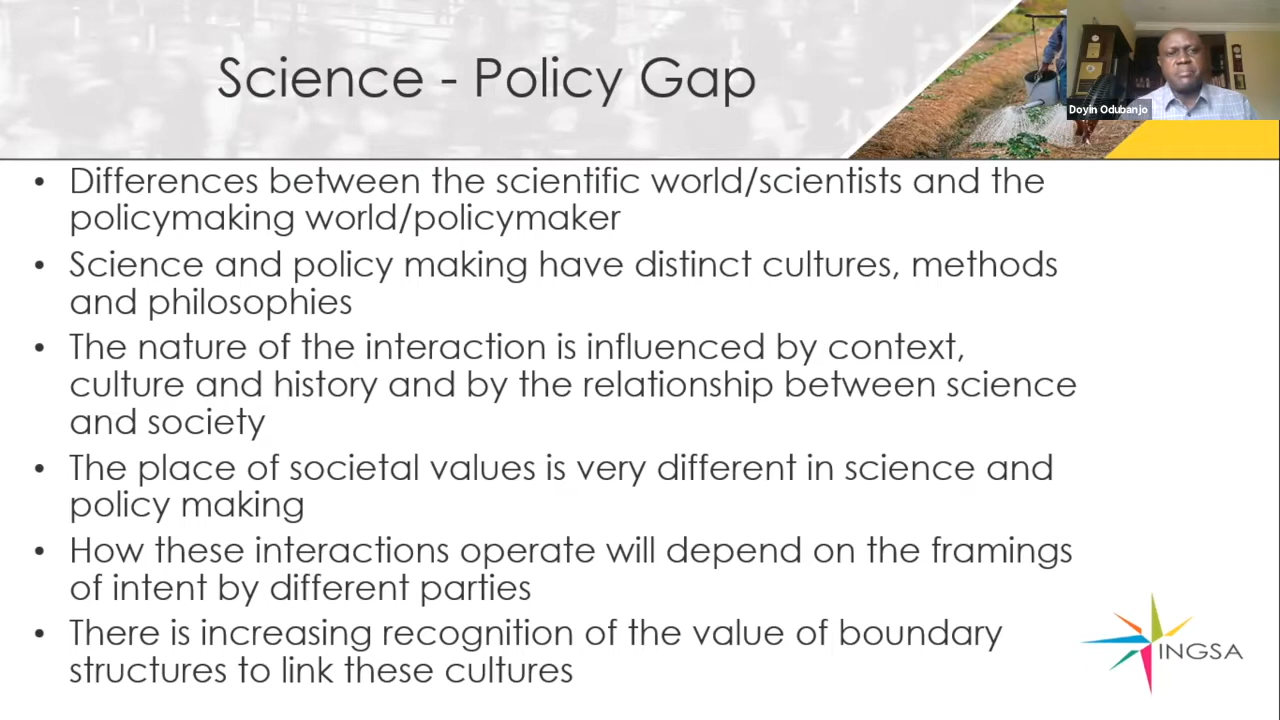 Science - Policy Gap
Doyin Odubanjo
• Differences between the scientific world/scientists and the
policymaking world/policymaker
• Science and policy making have distinct cultures, methods
and philosophies
• The nature of the interaction is influenced by context,
culture and history and by the relationship between science
and society
• The place of societal values is very different in science and
policy making
• How these interactions operate will depend on the framings
of intent by different parties
• There is increasing recognition of the value of boundary
structures to link these cultures
INGSA